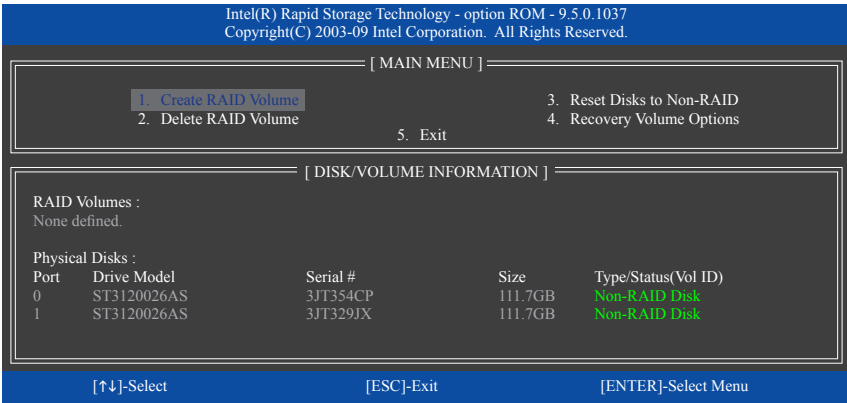 Intel(R) Rapid Storage Technology - option ROM - 9.5.0.1037
Copyright(C) 2003-09 Intel Corporation.  All Rights Reserved.
[ MAIN MENU ]
1.  Create RAID Volume
3.  Reset Disks to Non-RAID
2.  Delete RAID Volume
4.  Recovery Volume Options
5.  Exit
[ DISK/VOLUME INFORMATION ]
RAID Volumes :
None defined.
Physical Disks :
Port Drive Model Serial # Size Type/Status(Vol ID)
0 ST3120026AS 3JT354CP 111.7GB Non-RAID Disk
1 ST3120026AS 3JT329JX 111.7GB Non-RAID Disk
[↑↓]-Select [ESC]-Exit [ENTER]-Select Menu